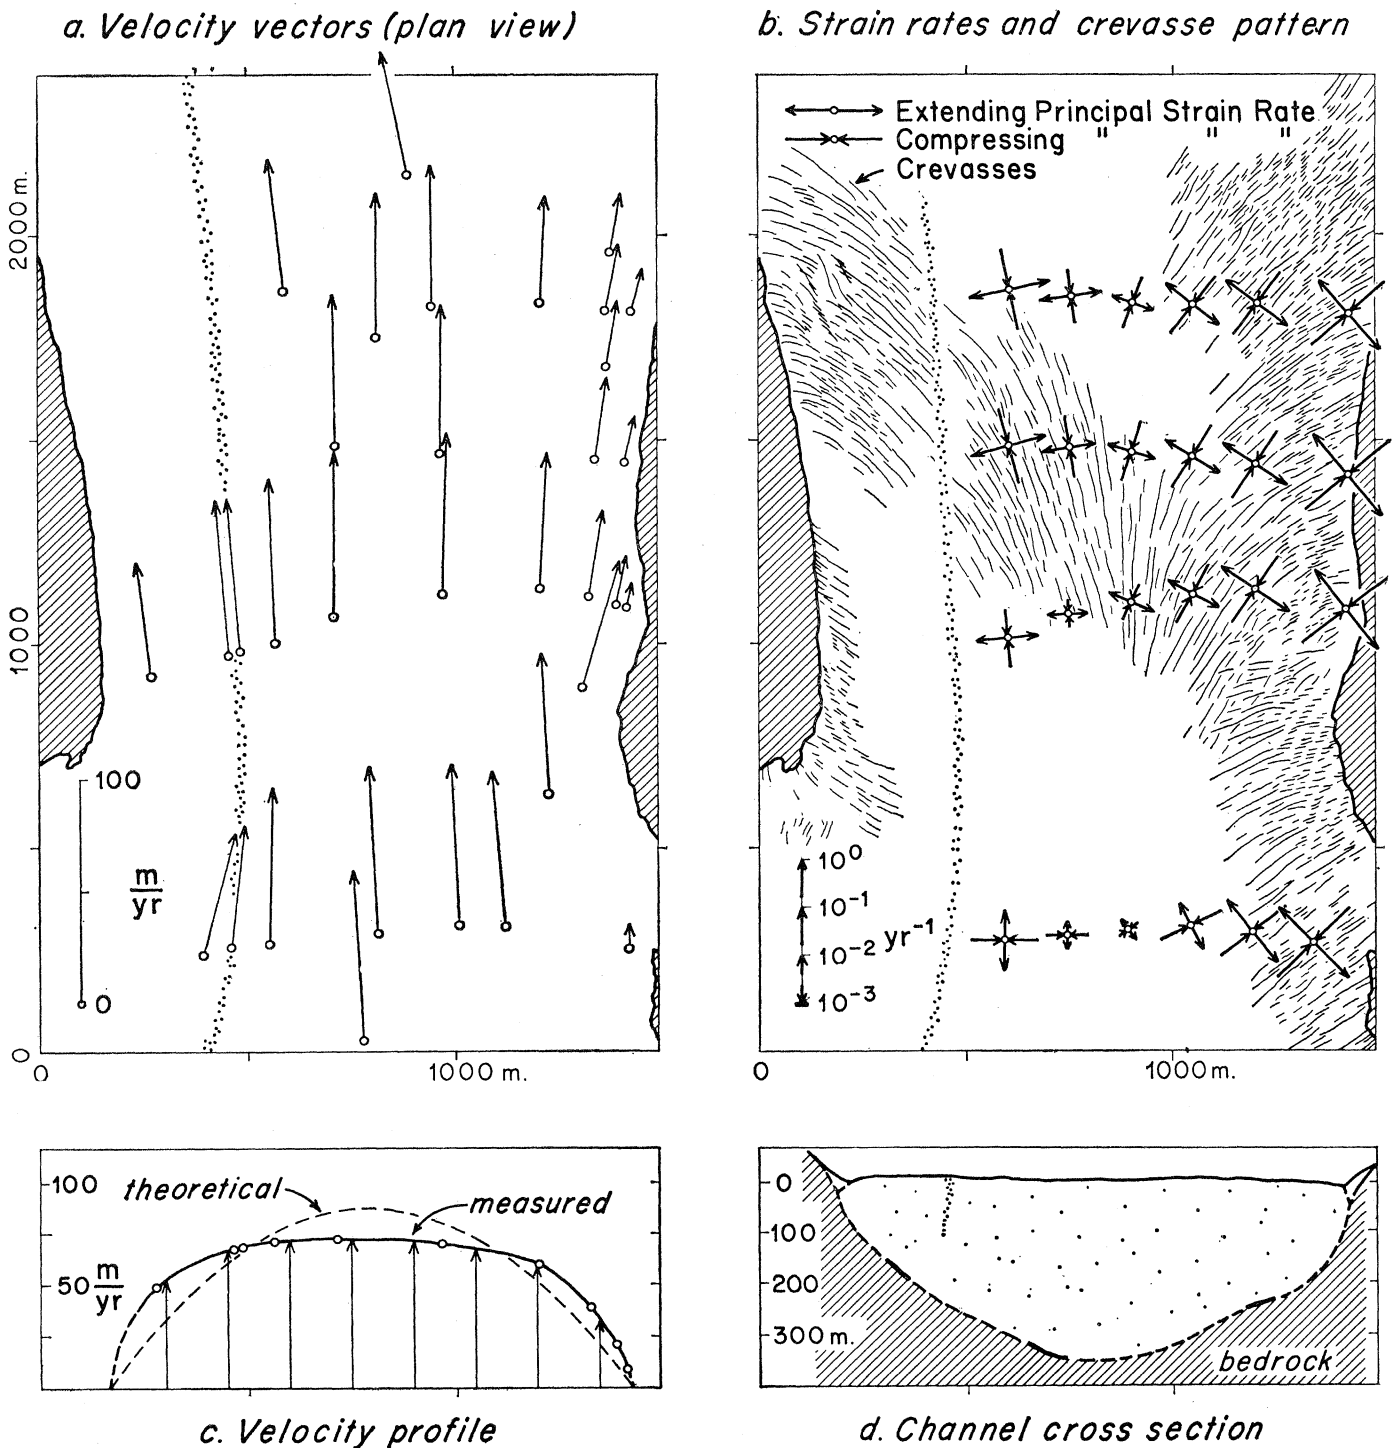 a. Velocity vectors (plan view)
2000 m.
1000
0
100
m
yr
0
0
1000 m.
b. Strain rates and crevasse pattern
Extending Principal Strain Rate
Compressing " " "
Crevasses
10⁰
10⁻¹
10⁻² yr⁻¹
10⁻³
0
1000 m.
100
50 m
yr
theoretical
measured
c. Velocity profile
0
100
200
300 m.
bedrock
d. Channel cross section